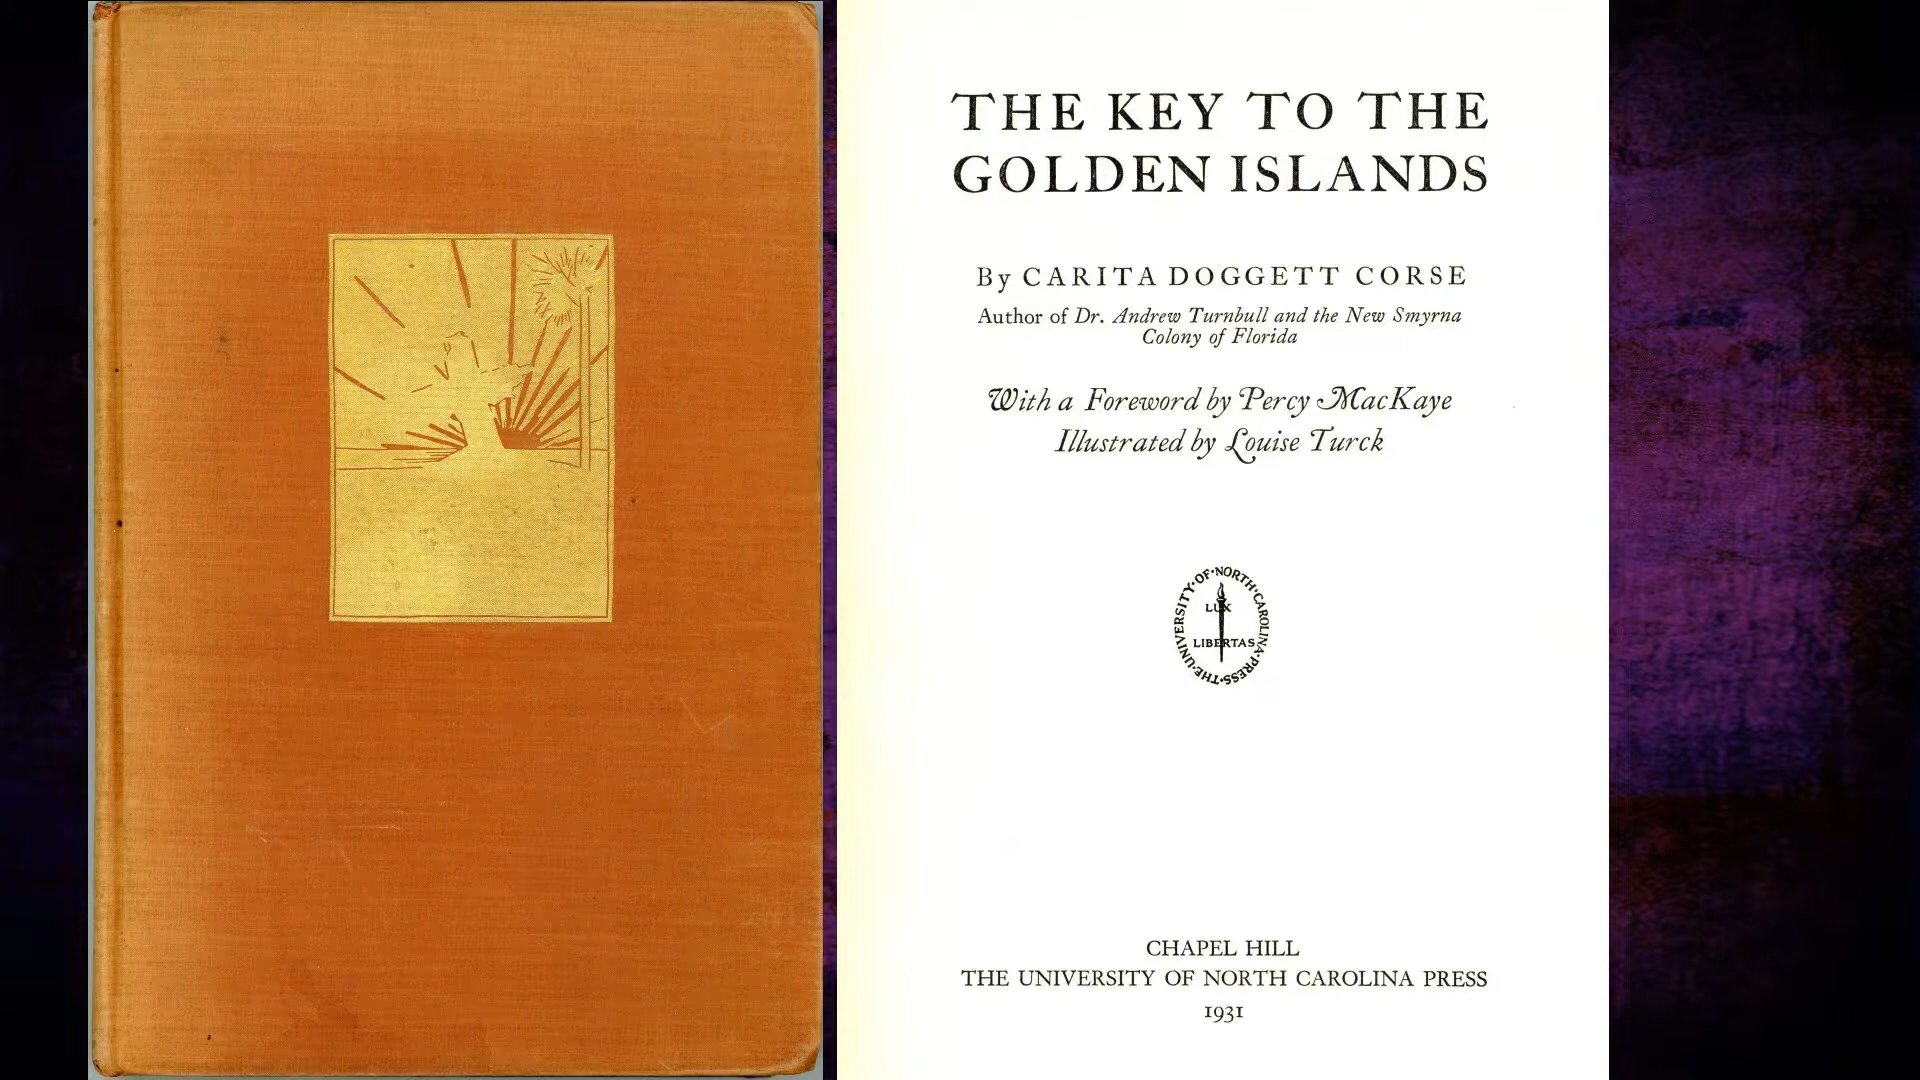 THE KEY TO THE
GOLDEN ISLANDS
By CARITA DOGGETT CORSE
Author of Dr. Andrew Turnbull and the New Smyrna
Colony of Florida
With a Foreword by Percy MacKaye
Illustrated by Louise Turck
THE·UNIVERSITY·OF·NORTH·CAROLINA·PRESS·
LUX
LIBERTAS
CHAPEL HILL
THE UNIVERSITY OF NORTH CAROLINA PRESS
1931